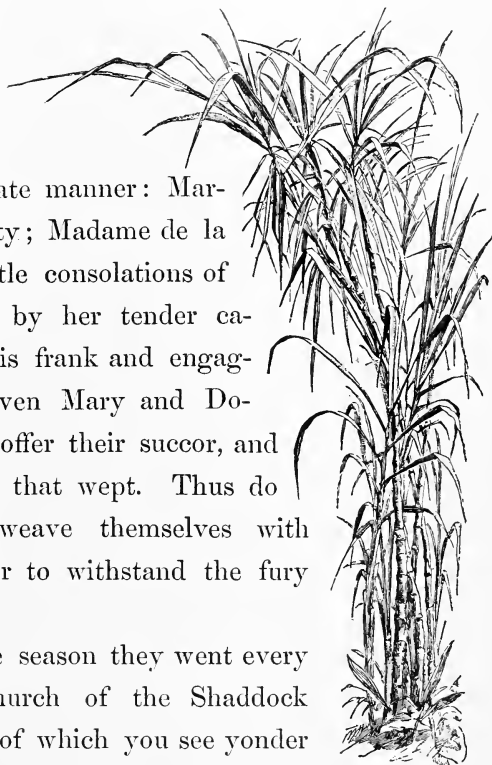 ate manner: Mar-
ty; Madame de la
tle consolations of
by her tender ca-
is frank and engag-
ven Mary and Do-
offer their succor, and
that wept. Thus do
weave themselves with
r to withstand the fury
e season they went every
hurch of the Shaddock
of which you see yonder